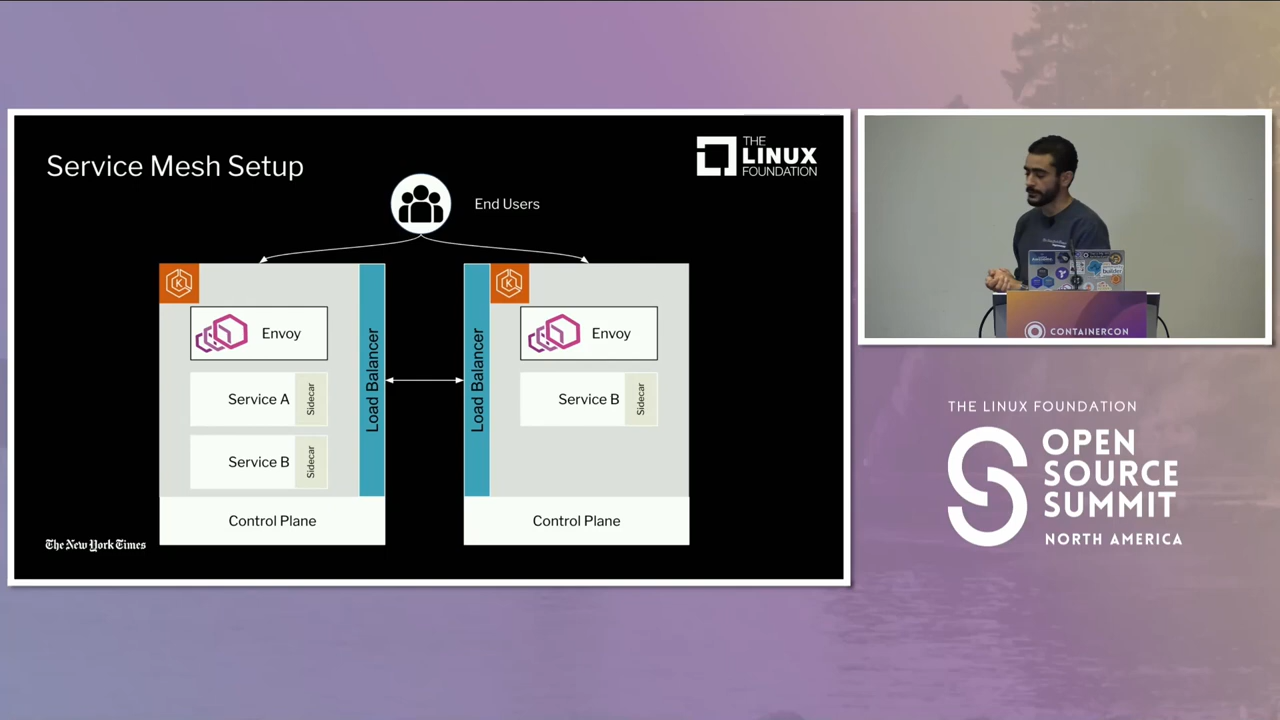 Service Mesh Setup
THE
LINUX
FOUNDATION
End Users
Envoy
Service A
Sidecar
Service B
Sidecar
Load Balancer
Control Plane
Load Balancer
Envoy
Service B
Sidecar
Control Plane
The New York Times
CONTAINERCON
THE LINUX FOUNDATION
OPEN
SOURCE
SUMMIT
NORTH AMERICA